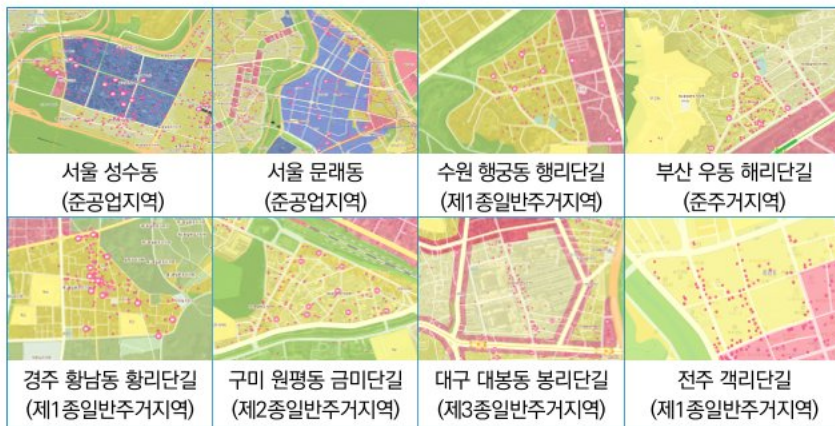 서울 성수동
(준공업지역)
서울 문래동
(준공업지역)
수원 행궁동 행리단길
(제1종일반주거지역)
부산 우동 해리단길
(준주거지역)
경주 황남동 황리단길
(제1종일반주거지역)
구미 원평동 금미단길
(제2종일반주거지역)
대구 대봉동 봉리단길
(제3종일반주거지역)
전주 객리단길
(제1종일반주거지역)